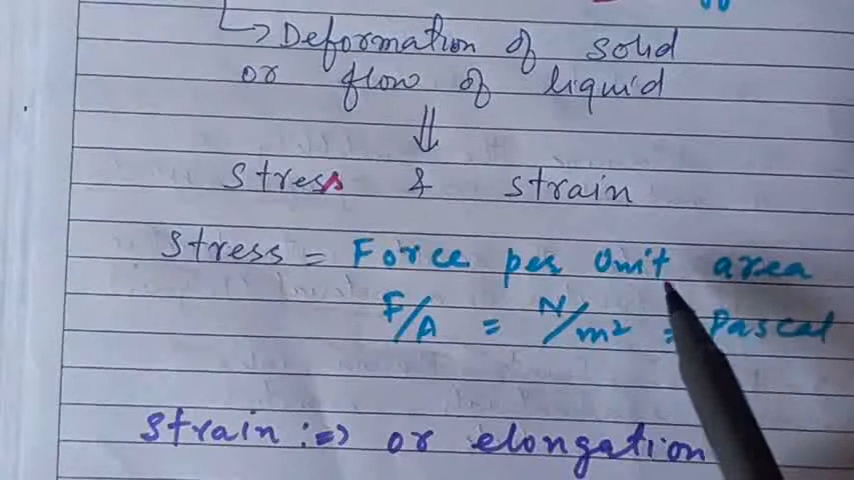 ↳ Deformation of solid
or flow of liquid
⇓
Stress & strain
Stress = Force per Unit area
F/A = N/m² = Pascal
Strain :=> or elongation